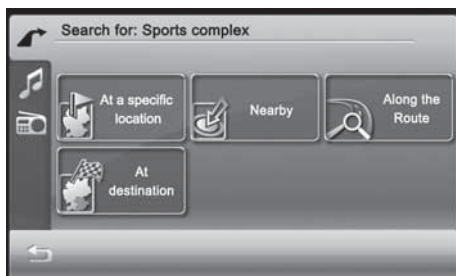 Search for: Sports complex
At a specific
location
Nearby
Along the
Route
At
destination